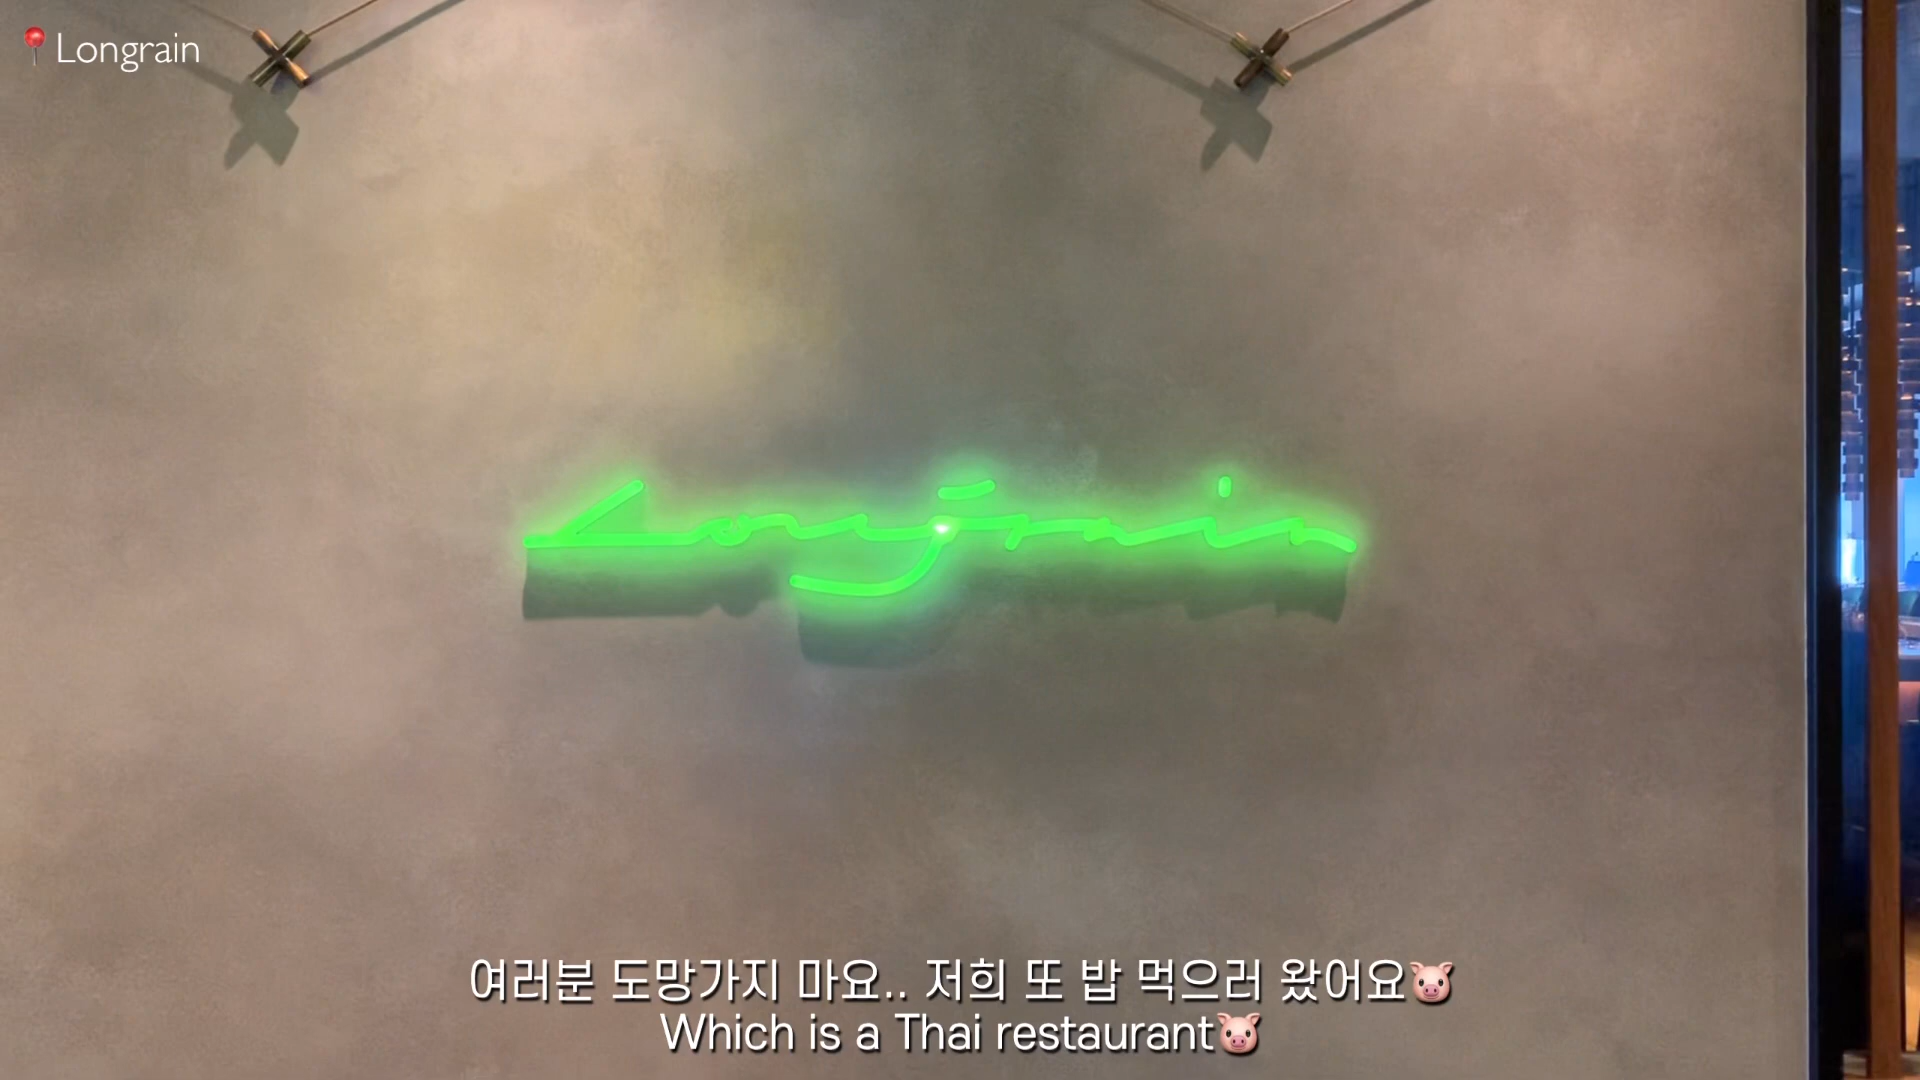 📍Longrain
Longrain
여러분 도망가지 마요.. 저희 또 밥 먹으러 왔어요🐷
Which is a Thai restaurant🐷